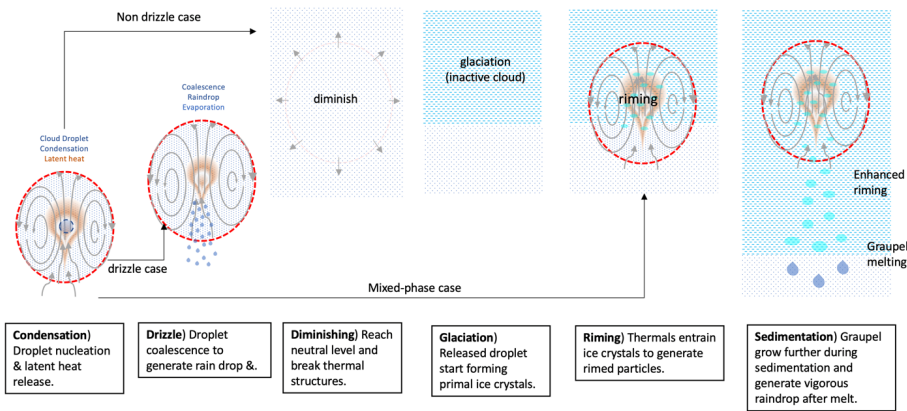 Non drizzle case
Cloud Droplet
Condensation
Latent heat
drizzle case
Coalescence
Raindrop
Evaporation
diminish
glaciation
(inactive cloud)
riming
Enhanced
riming
Graupel
melting
Mixed-phase case
Condensation)
Droplet nucleation
& latent heat
release.
Drizzle) Droplet
coalescence to
generate rain drop &.
Diminishing) Reach
neutral level and
break thermal
structures.
Glaciation)
Released droplet
start forming
primal ice crystals.
Riming) Thermals entrain
ice crystals to generate
rimed particles.
Sedimentation) Graupel
grow further during
sedimentation and
generate vigorous
raindrop after melt.